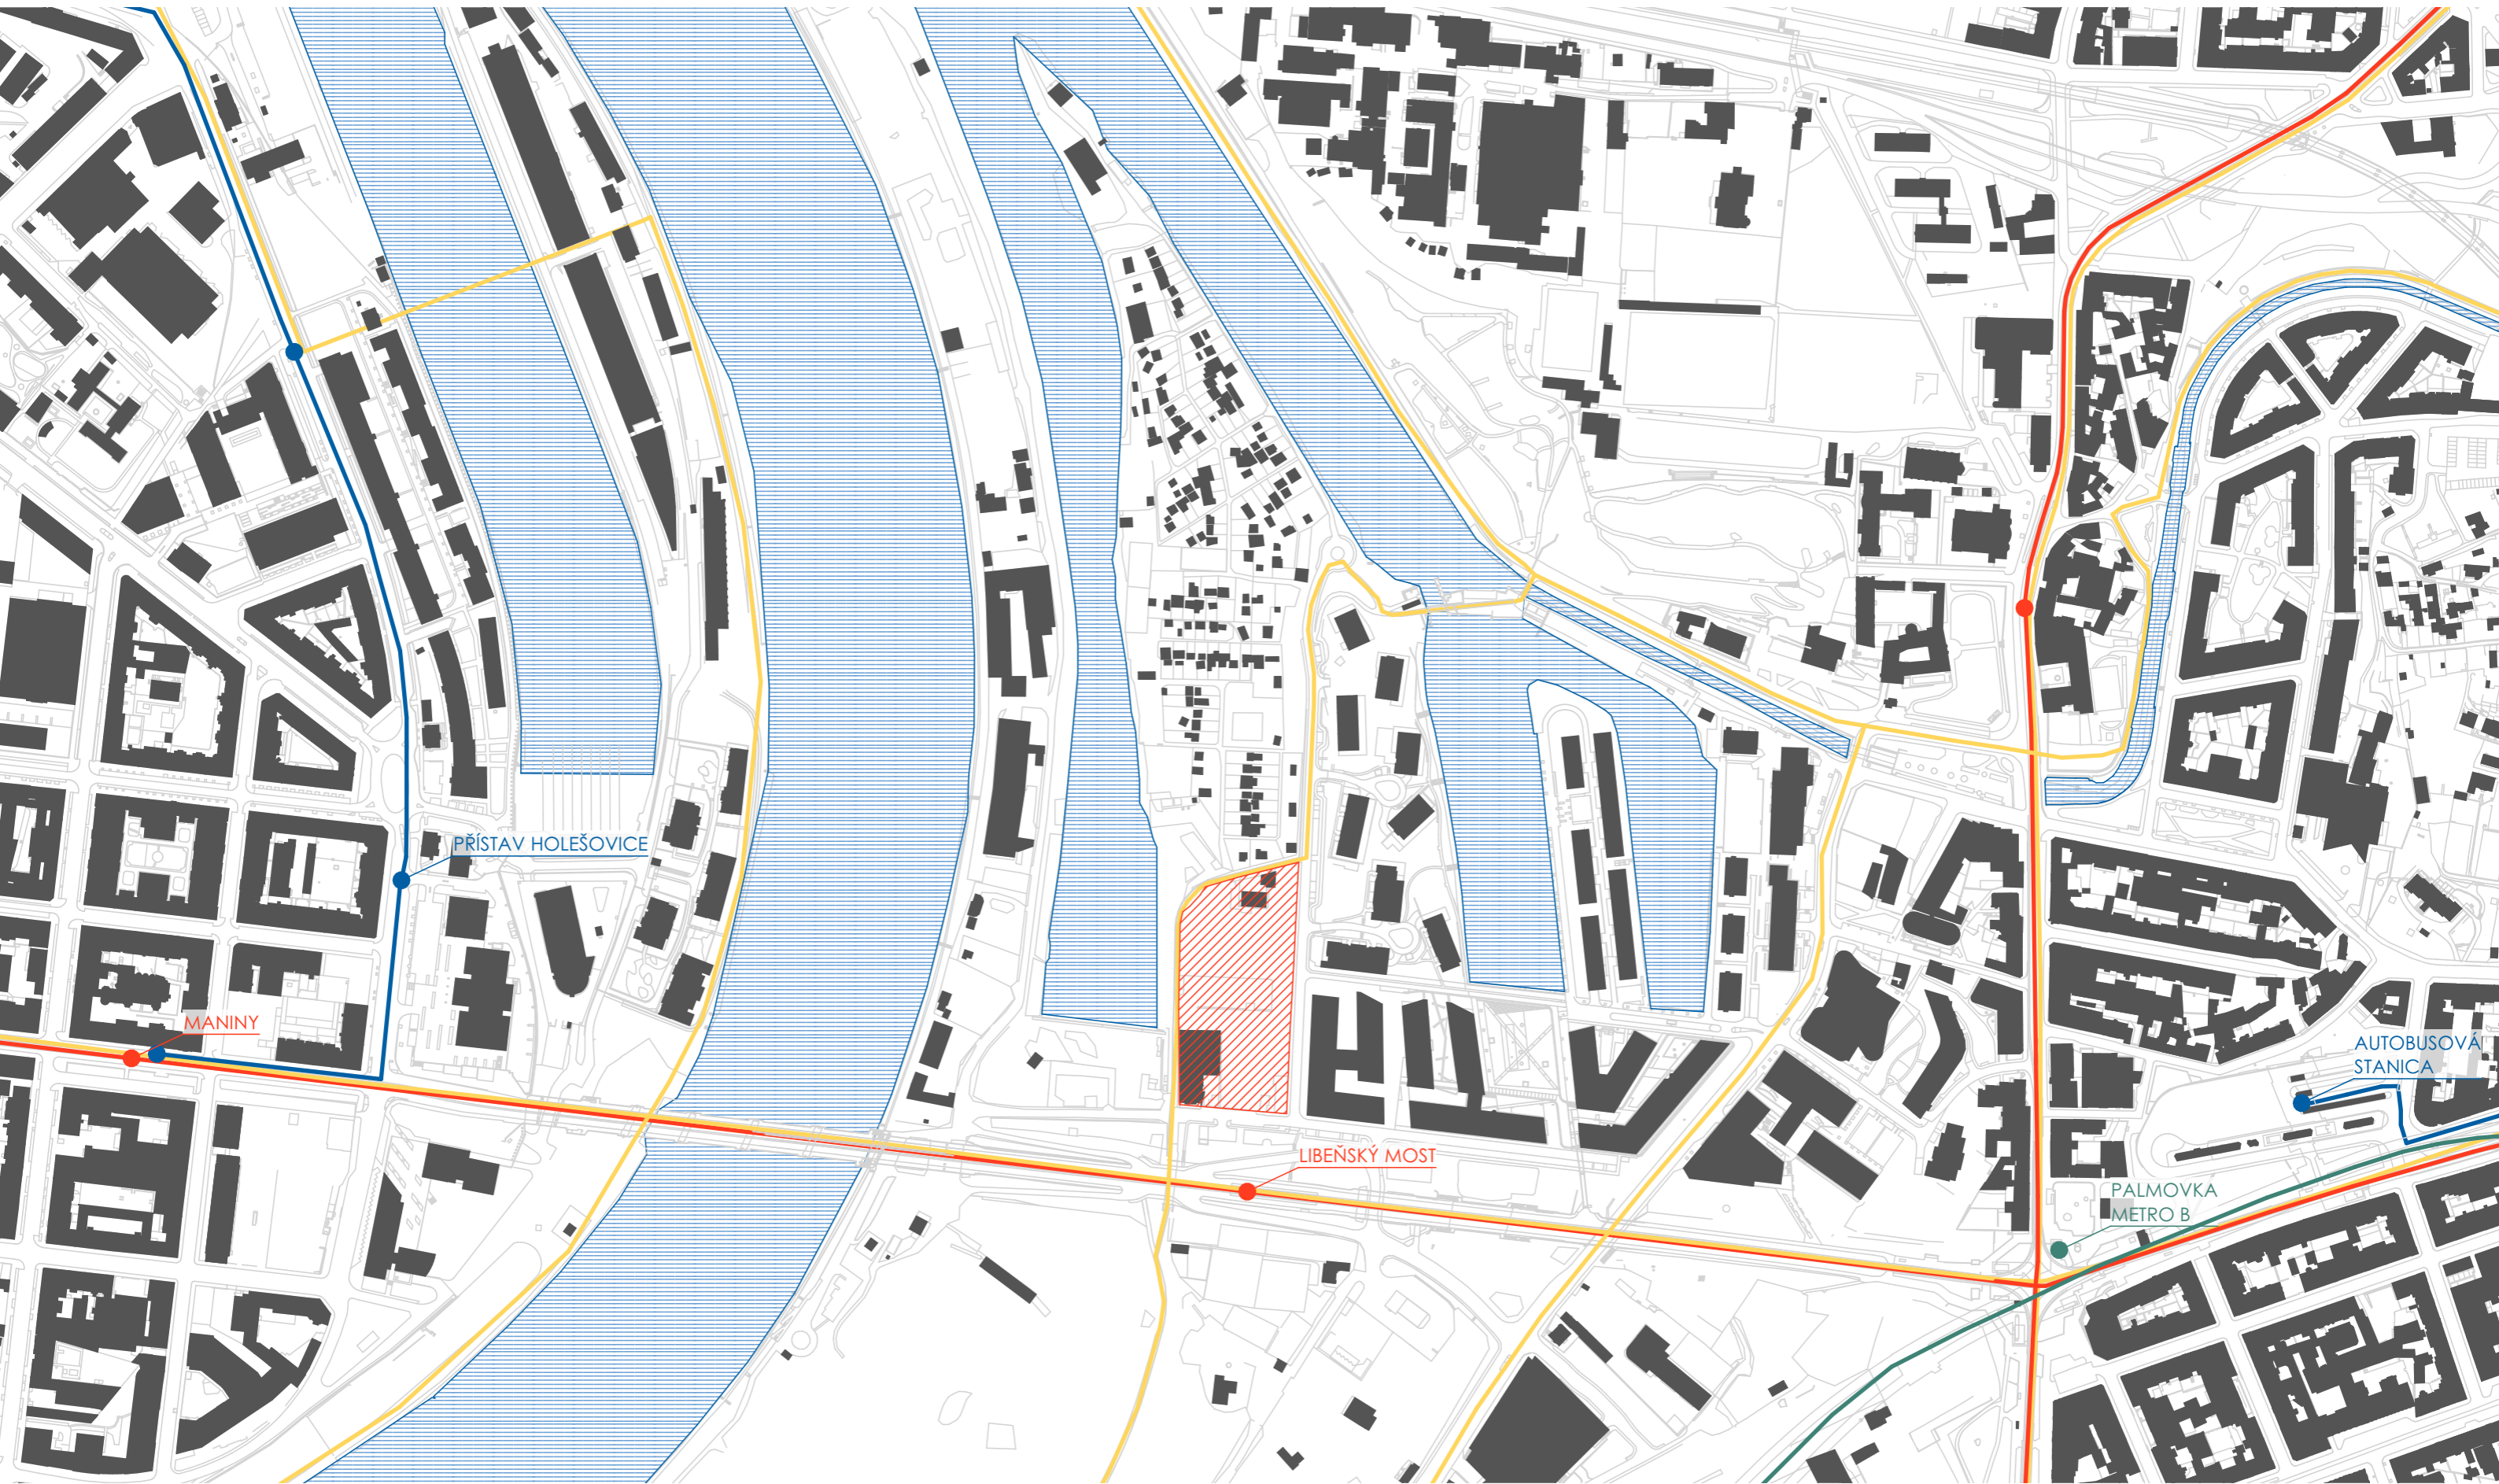 PŘÍSTAV HOLEŠOVICE
MANINY
LIBEŇSKÝ MOST
AUTOBUSOVÁ
STANICA
PALMOVKA
METRO B